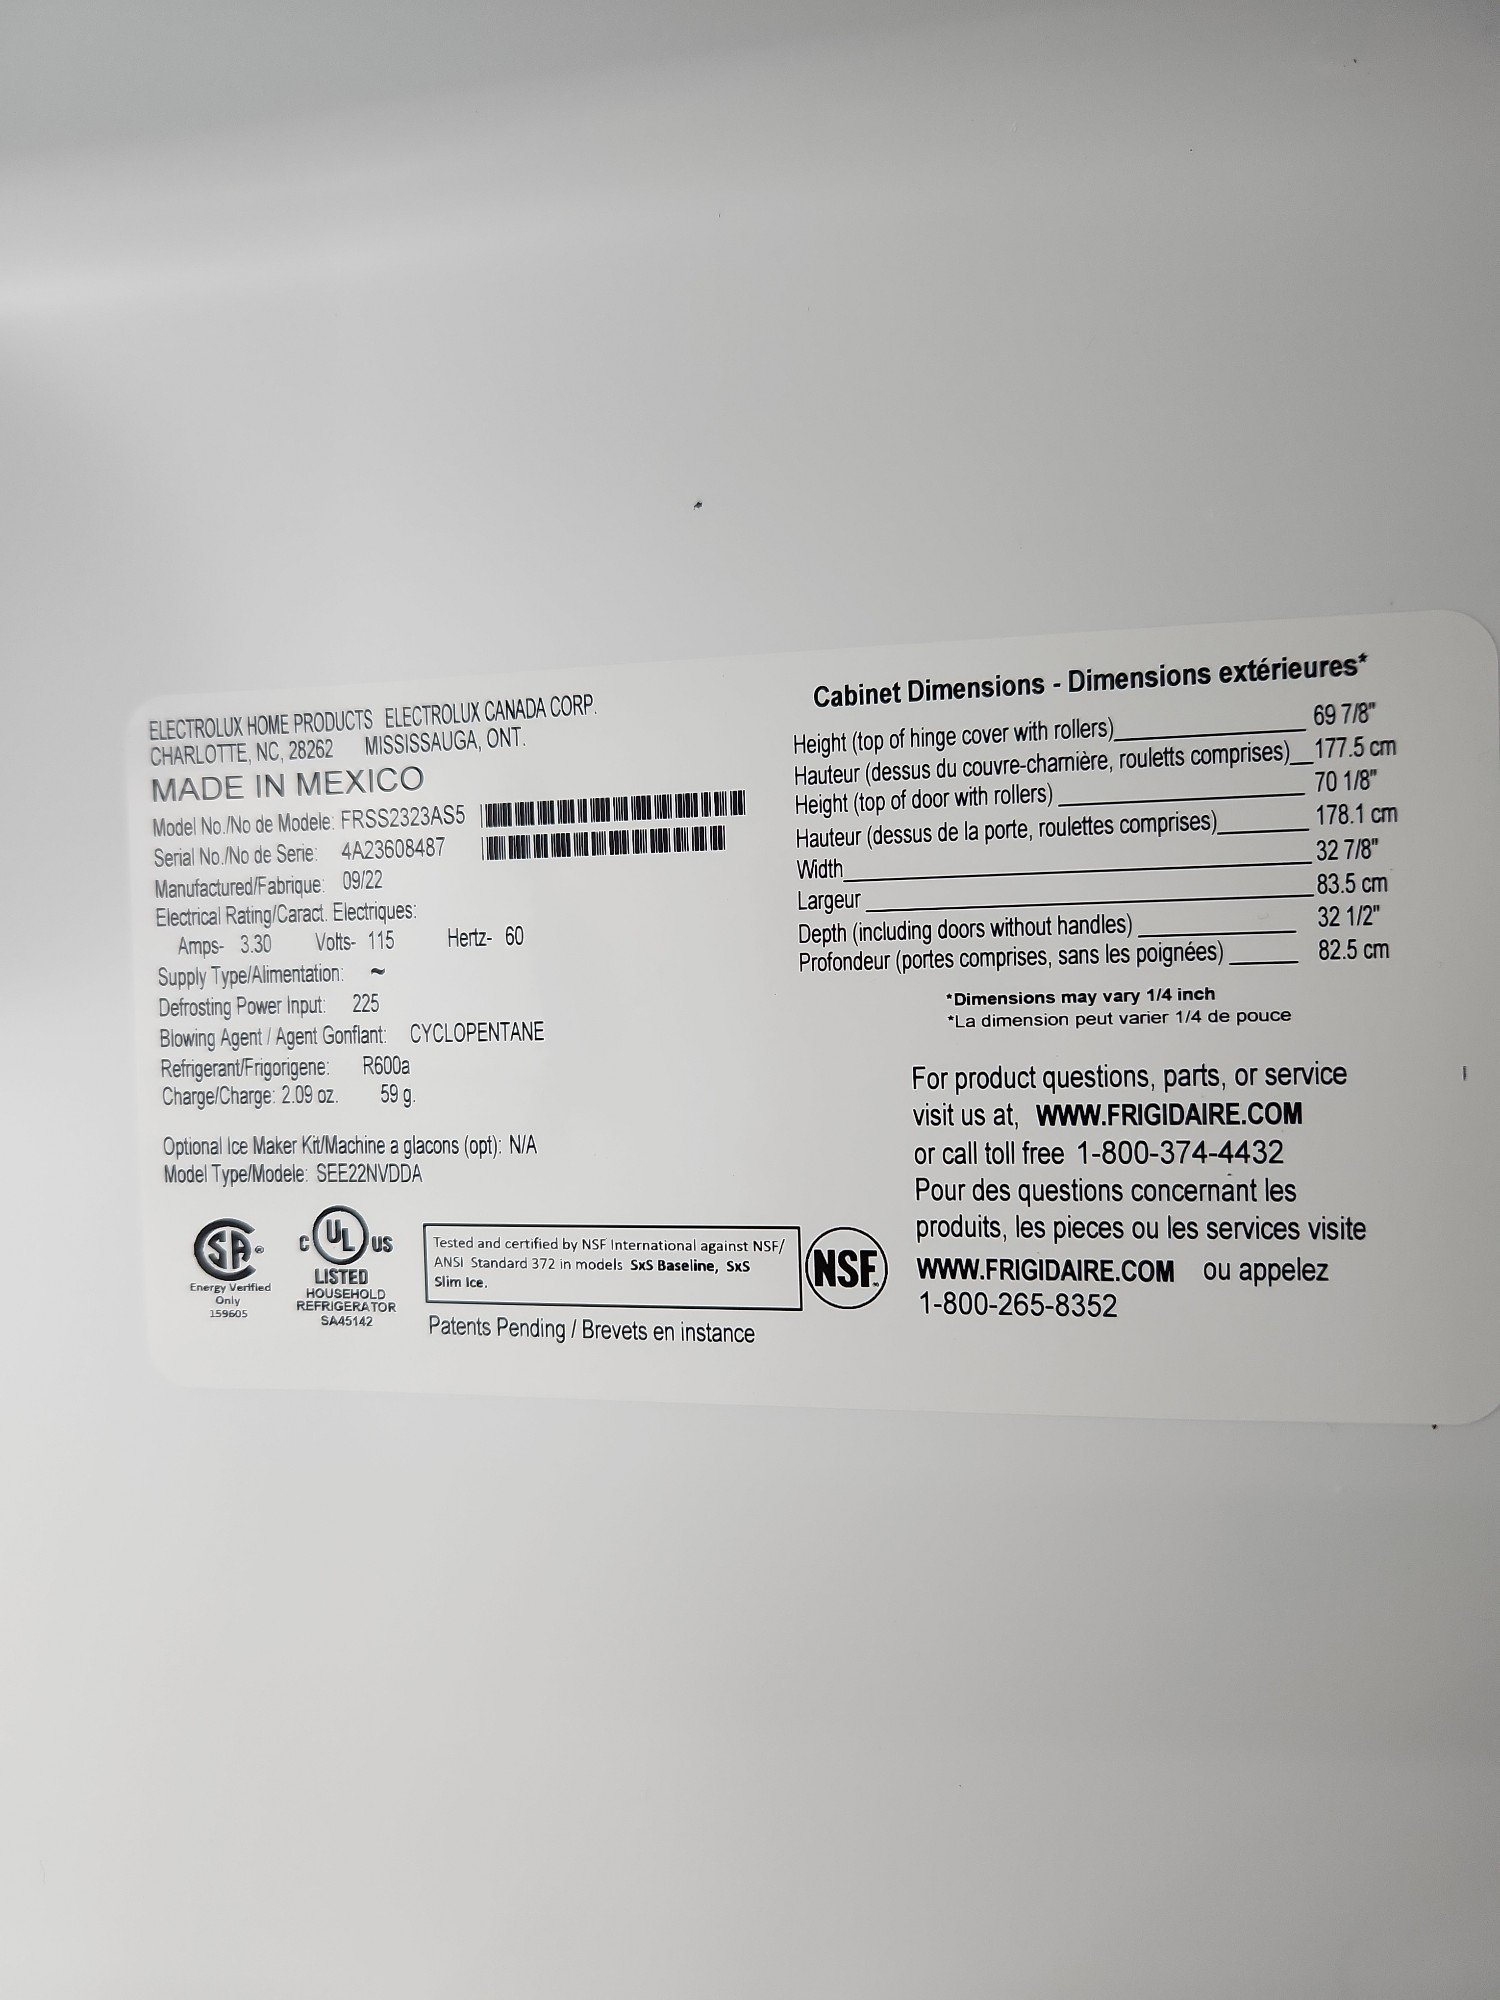 ELECTROLUX HOME PRODUCTS ELECTROLUX CANADA CORP.
CHARLOTTE, NC, 28262 MISSISSAUGA, ONT.
MADE IN MEXICO
Model No./No de Modele: FRSS2323AS5
Serial No./No de Serie: 4A23608487
Manufactured/Fabrique: 09/22
Electrical Rating/Caract. Electriques:
Amps- 3.30 Volts- 115 Hertz- 60
Supply Type/Alimentation: ~
Defrosting Power Input: 225
Blowing Agent / Agent Gonflant: CYCLOPENTANE
Refrigerant/Frigorigene: R600a
Charge/Charge: 2.09 oz. 59 g.
Optional Ice Maker Kit/Machine a glacons (opt): N/A
Model Type/Modele: SEE22NVDDA
SA ®
Energy Verified
Only
159605
C UL US
LISTED
HOUSEHOLD
REFRIGERATOR
SA45142
Tested and certified by NSF International against NSF/
ANSI Standard 372 in models SxS Baseline, SxS
Slim Ice.
NSF
Patents Pending / Brevets en instance
Cabinet Dimensions - Dimensions extérieures*
Height (top of hinge cover with rollers) 69 7/8"
Hauteur (dessus du couvre-charnière, rouletts comprises) 177.5 cm
Height (top of door with rollers) 70 1/8"
Hauteur (dessus de la porte, roulettes comprises) 178.1 cm
Width 32 7/8"
Largeur 83.5 cm
Depth (including doors without handles) 32 1/2"
Profondeur (portes comprises, sans les poignées) 82.5 cm
*Dimensions may vary 1/4 inch
*La dimension peut varier 1/4 de pouce
For product questions, parts, or service
visit us at, WWW.FRIGIDAIRE.COM
or call toll free 1-800-374-4432
Pour des questions concernant les
produits, les pieces ou les services visite
WWW.FRIGIDAIRE.COM ou appelez
1-800-265-8352